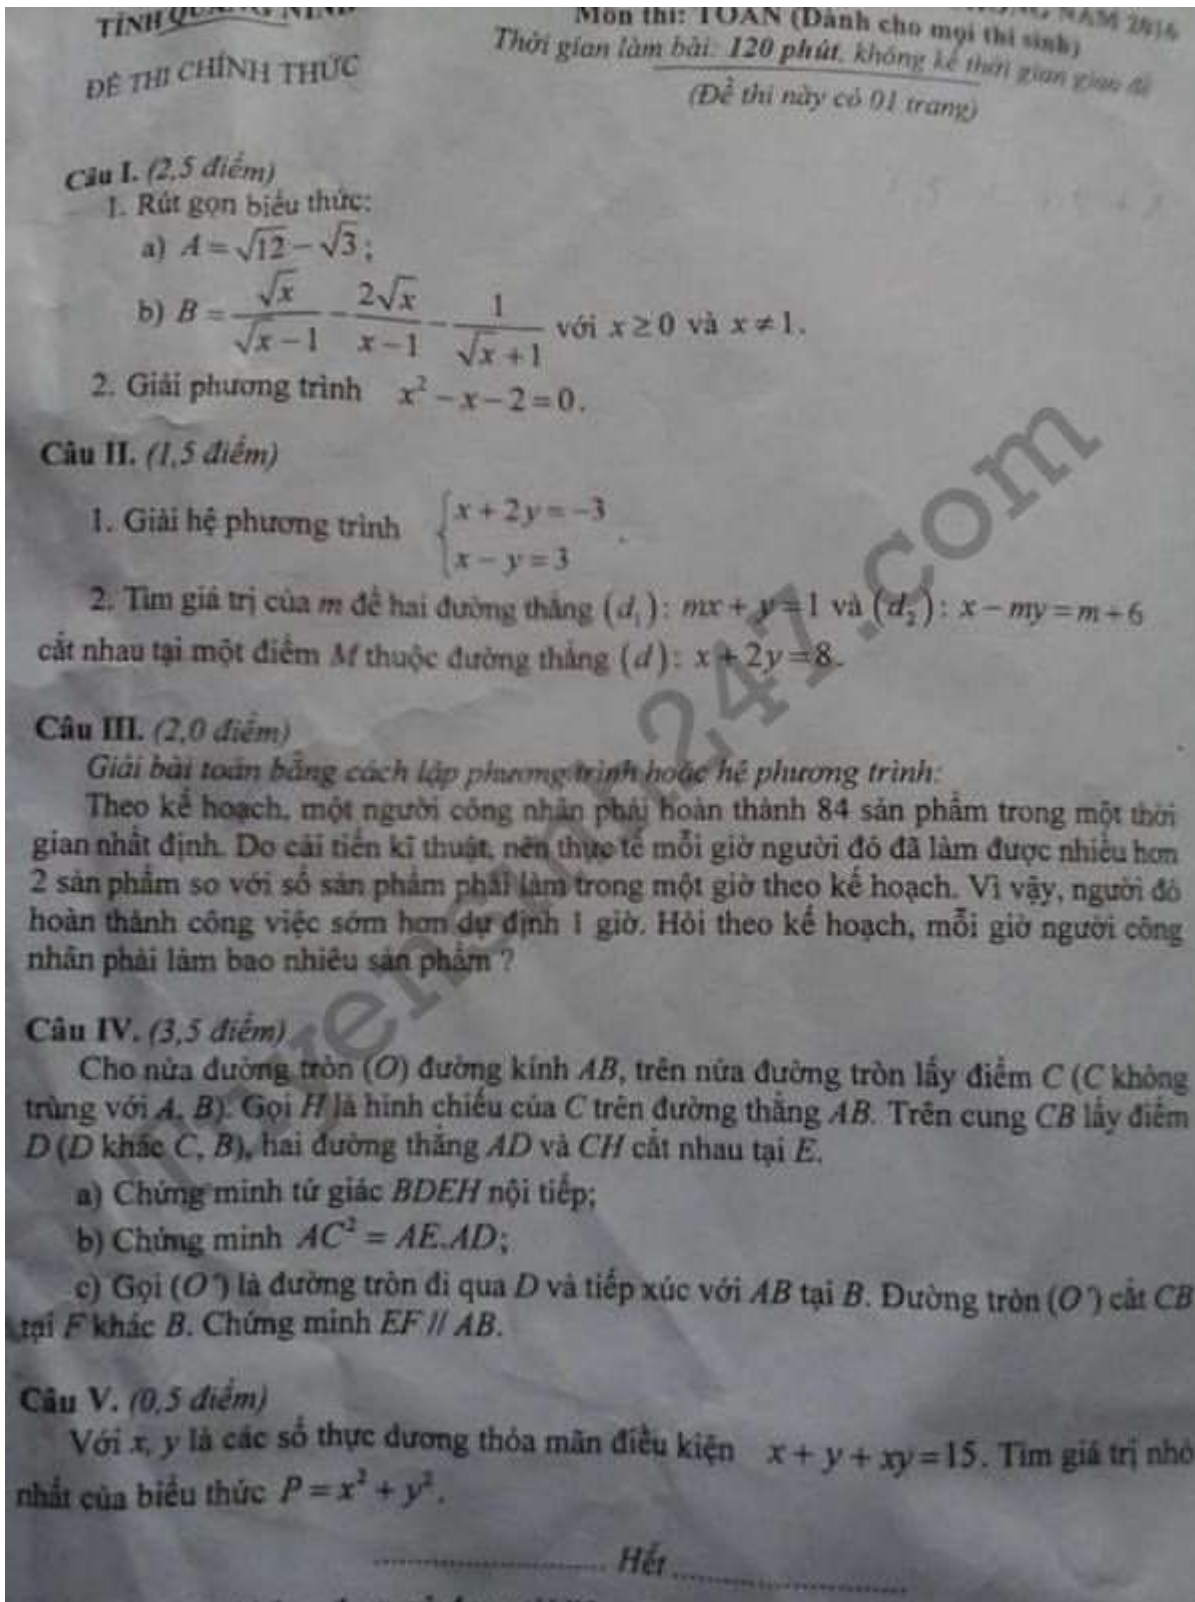 TỈNH QUẢNG NINH
NĂM 2016
Môn thi: TOÁN (Dành cho mọi thí sinh)
ĐỀ THI CHÍNH THỨC
Thời gian làm bài: 120 phút, không kể thời gian giao đề
(Đề thi này có 01 trang)
Câu I. (2,5 điểm)
1. Rút gọn biểu thức:
a) A = √12 − √3 ;
b) B = √x/(√x − 1) − 2√x/(x − 1) − 1/(√x + 1) với x ≥ 0 và x ≠ 1.
2. Giải phương trình x² − x − 2 = 0.
Câu II. (1,5 điểm)
1. Giải hệ phương trình { x + 2y = −3
x − y = 3 .
2. Tìm giá trị của m để hai đường thẳng (d₁): mx + y = 1 và (d₂): x − my = m + 6
cắt nhau tại một điểm M thuộc đường thẳng (d): x + 2y = 8.
Câu III. (2,0 điểm)
Giải bài toán bằng cách lập phương trình hoặc hệ phương trình:
Theo kế hoạch, một người công nhân phải hoàn thành 84 sản phẩm trong một thời
gian nhất định. Do cải tiến kĩ thuật, nên thực tế mỗi giờ người đó đã làm được nhiều hơn
2 sản phẩm so với số sản phẩm phải làm trong một giờ theo kế hoạch. Vì vậy, người đó
hoàn thành công việc sớm hơn dự định 1 giờ. Hỏi theo kế hoạch, mỗi giờ người công
nhân phải làm bao nhiêu sản phẩm ?
Câu IV. (3,5 điểm)
Cho nửa đường tròn (O) đường kính AB, trên nửa đường tròn lấy điểm C (C không
trùng với A, B). Gọi H là hình chiếu của C trên đường thẳng AB. Trên cung CB lấy điểm
D (D khác C, B), hai đường thẳng AD và CH cắt nhau tại E.
a) Chứng minh tứ giác BDEH nội tiếp;
b) Chứng minh AC² = AE.AD;
c) Gọi (O') là đường tròn đi qua D và tiếp xúc với AB tại B. Đường tròn (O') cắt CB
tại F khác B. Chứng minh EF // AB.
Câu V. (0,5 điểm)
Với x, y là các số thực dương thỏa mãn điều kiện x + y + xy = 15. Tìm giá trị nhỏ
nhất của biểu thức P = x² + y².
Hết
Tuyensinh247.com